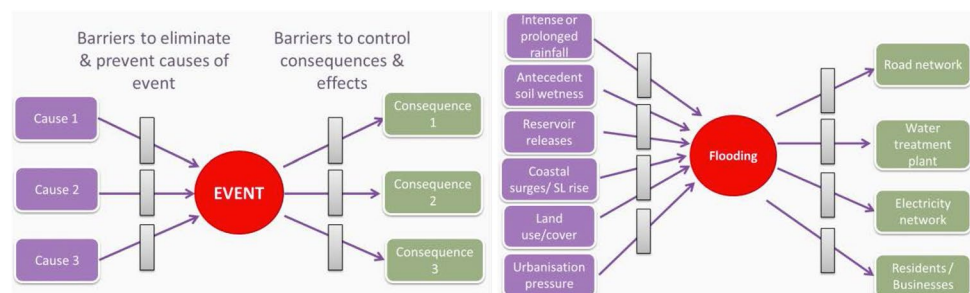 Barriers to eliminate
& prevent causes of
event
Barriers to control
consequences &
effects
Cause 1
Cause 2
Cause 3
EVENT
Consequence
1
Consequence
2
Consequence
3
Intense or
prolonged
rainfall
Antecedent
soil wetness
Reservoir
releases
Coastal
surges/ SL rise
Land
use/cover
Urbanisation
pressure
Flooding
Road network
Water
treatment
plant
Electricity
network
Residents /
Businesses